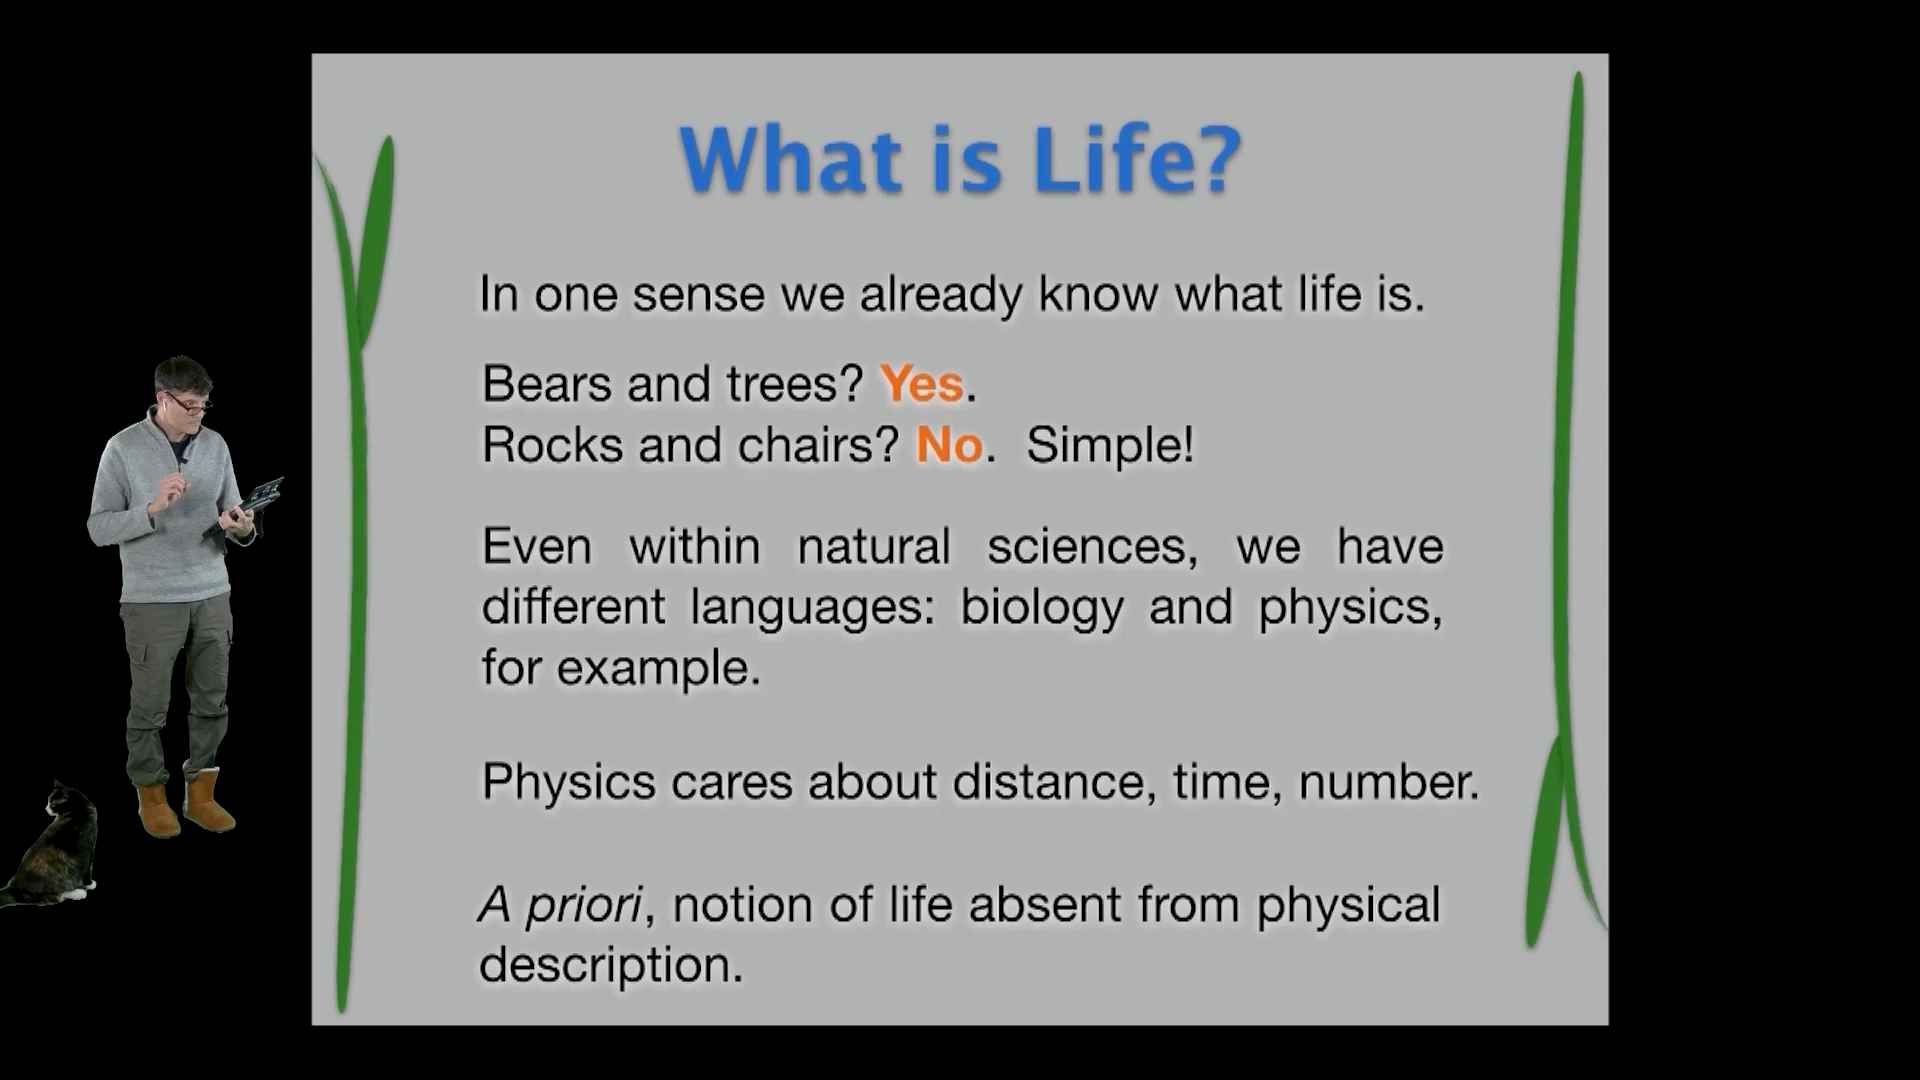 What is Life?
In one sense we already know what life is.
Bears and trees? Yes.
Rocks and chairs? No. Simple!
Even within natural sciences, we have
different languages: biology and physics,
for example.
Physics cares about distance, time, number.
A priori, notion of life absent from physical
description.